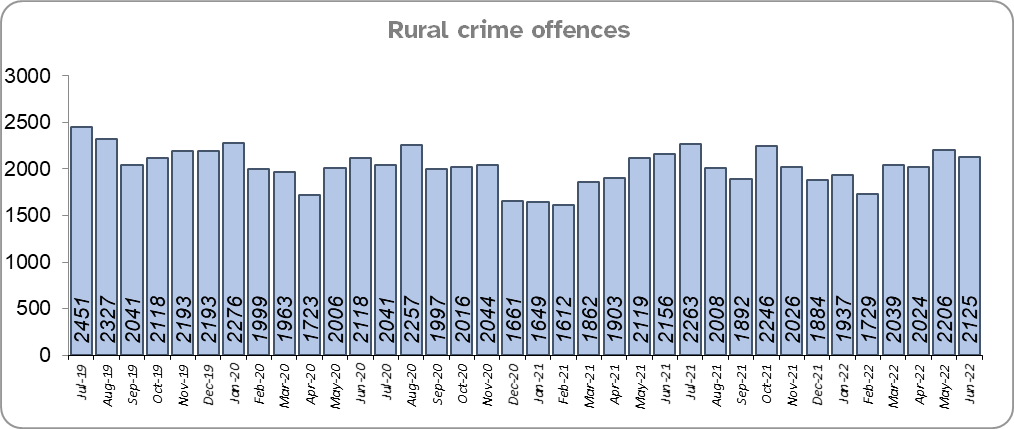 Rural crime offences
3000
2500
2000
1500
1000
500
0
2451
2327
2041
2118
2193
2193
2276
1999
1963
1723
2006
2118
2041
2257
1997
2016
2044
1661
1649
1612
1862
1903
2119
2156
2263
2008
1892
2246
2026
1884
1937
1729
2039
2024
2206
2125
Jul-19
Aug-19
Sep-19
Oct-19
Nov-19
Dec-19
Jan-20
Feb-20
Mar-20
Apr-20
May-20
Jun-20
Jul-20
Aug-20
Sep-20
Oct-20
Nov-20
Dec-20
Jan-21
Feb-21
Mar-21
Apr-21
May-21
Jun-21
Jul-21
Aug-21
Sep-21
Oct-21
Nov-21
Dec-21
Jan-22
Feb-22
Mar-22
Apr-22
May-22
Jun-22